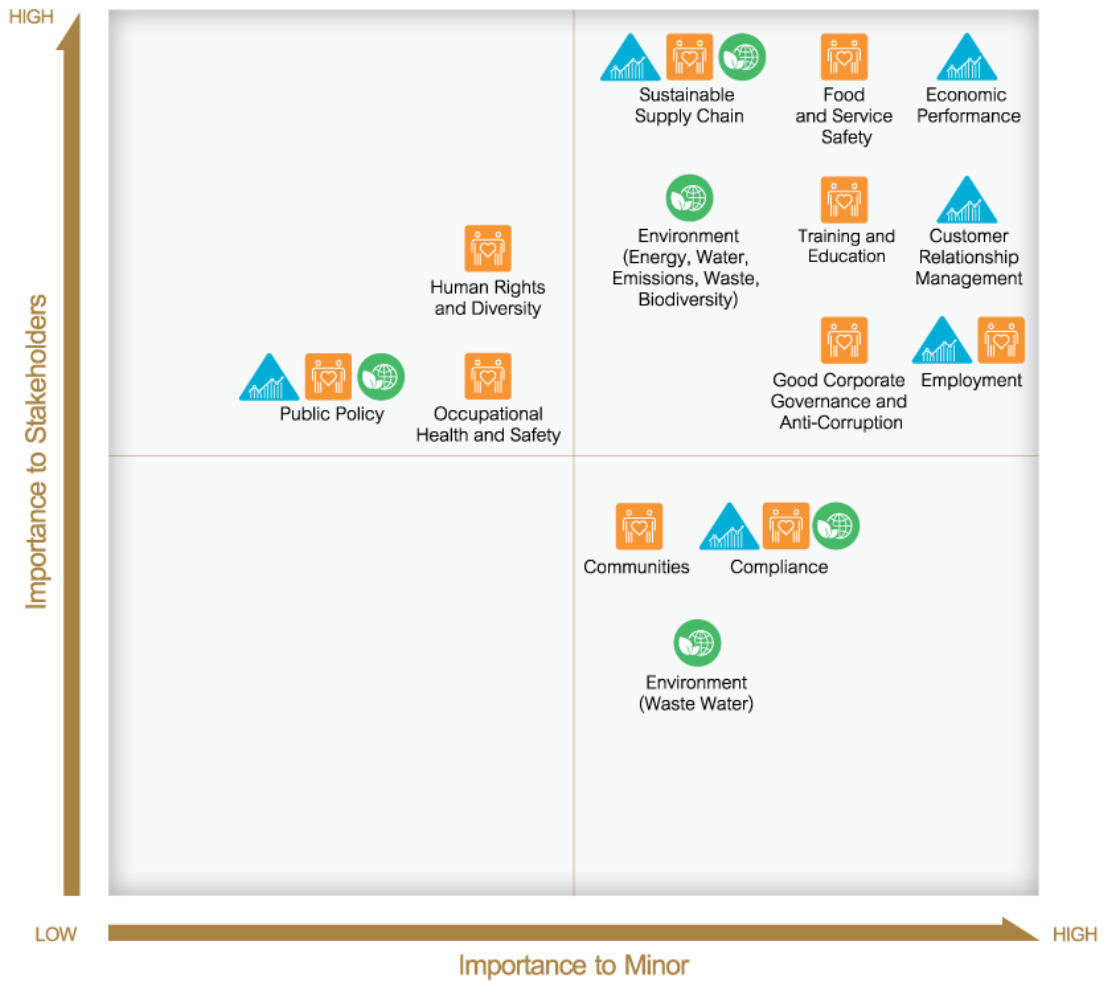 HIGH
Importance to Stakeholders
Sustainable
Supply Chain
Food
and Service
Safety
Economic
Performance
Environment
(Energy, Water,
Emissions, Waste,
Biodiversity)
Training and
Education
Customer
Relationship
Management
Human Rights
and Diversity
Good Corporate
Governance and
Anti-Corruption
Employment
Public Policy
Occupational
Health and Safety
Communities
Compliance
Environment
(Waste Water)
LOW
HIGH
Importance to Minor